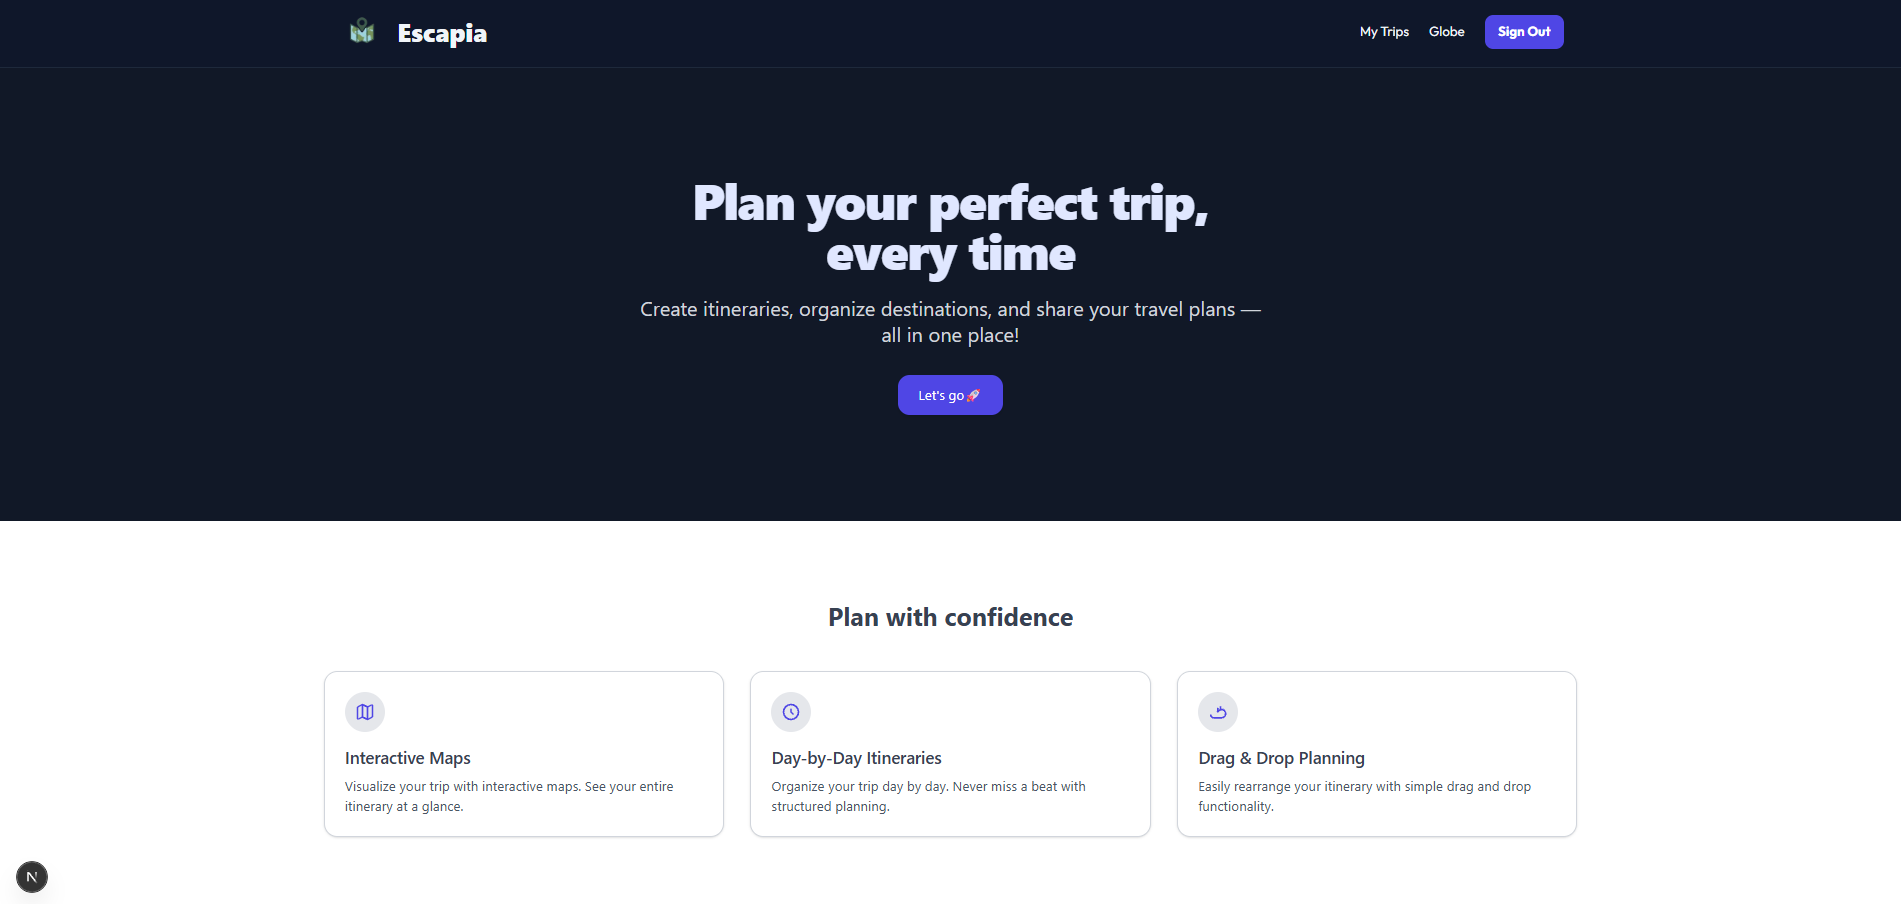 Escapia
My Trips
Globe
Sign Out
Plan your perfect trip,
every time
Create itineraries, organize destinations, and share your travel plans —
all in one place!
Let's go🚀
Plan with confidence
Interactive Maps
Visualize your trip with interactive maps. See your entire
itinerary at a glance.
Day-by-Day Itineraries
Organize your trip day by day. Never miss a beat with
structured planning.
Drag & Drop Planning
Easily rearrange your itinerary with simple drag and drop
functionality.
N